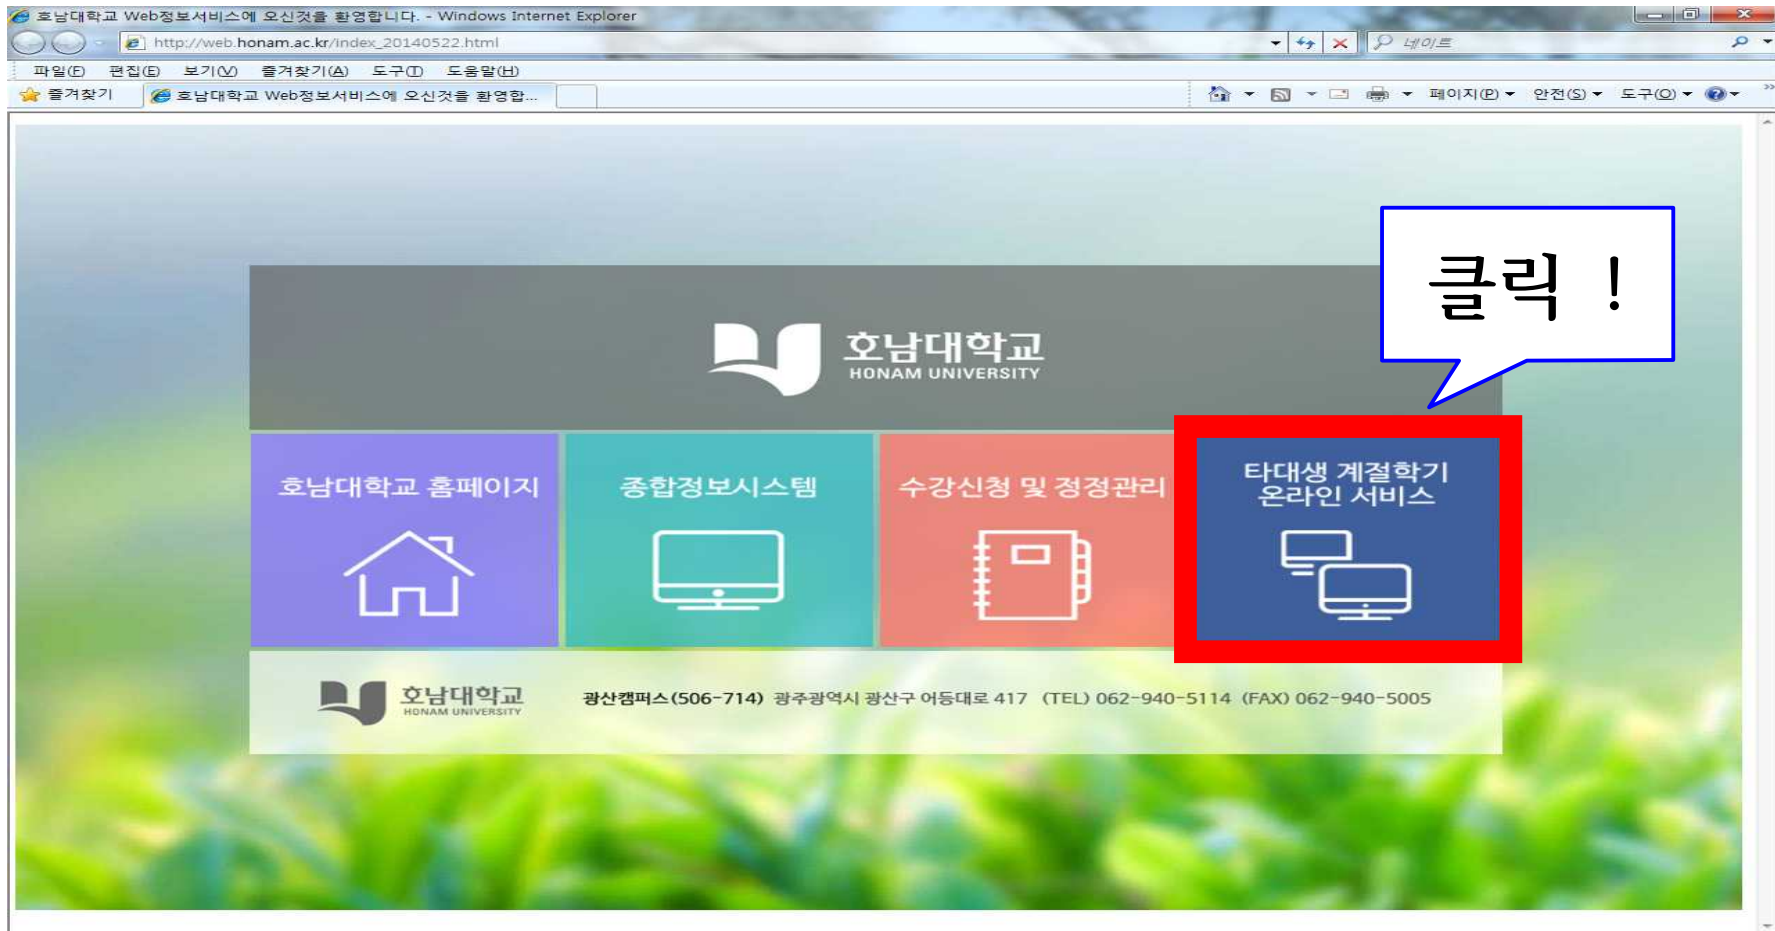 호남대학교 Web정보서비스에 오신것을 환영합니다. - Windows Internet Explorer
http://web.honam.ac.kr/index_20140522.html
네이트
파일(F) 편집(E) 보기(V) 즐겨찾기(A) 도구(T) 도움말(H)
즐겨찾기 호남대학교 Web정보서비스에 오신것을 환영합... 페이지(P) 안전(S) 도구(O)
클릭 !
호남대학교
HONAM UNIVERSITY
호남대학교 홈페이지
종합정보시스템
수강신청 및 정정관리
타대생 계절학기
온라인 서비스
호남대학교
HONAM UNIVERSITY
광산캠퍼스(506-714) 광주광역시 광산구 어등대로 417 (TEL) 062-940-5114 (FAX) 062-940-5005